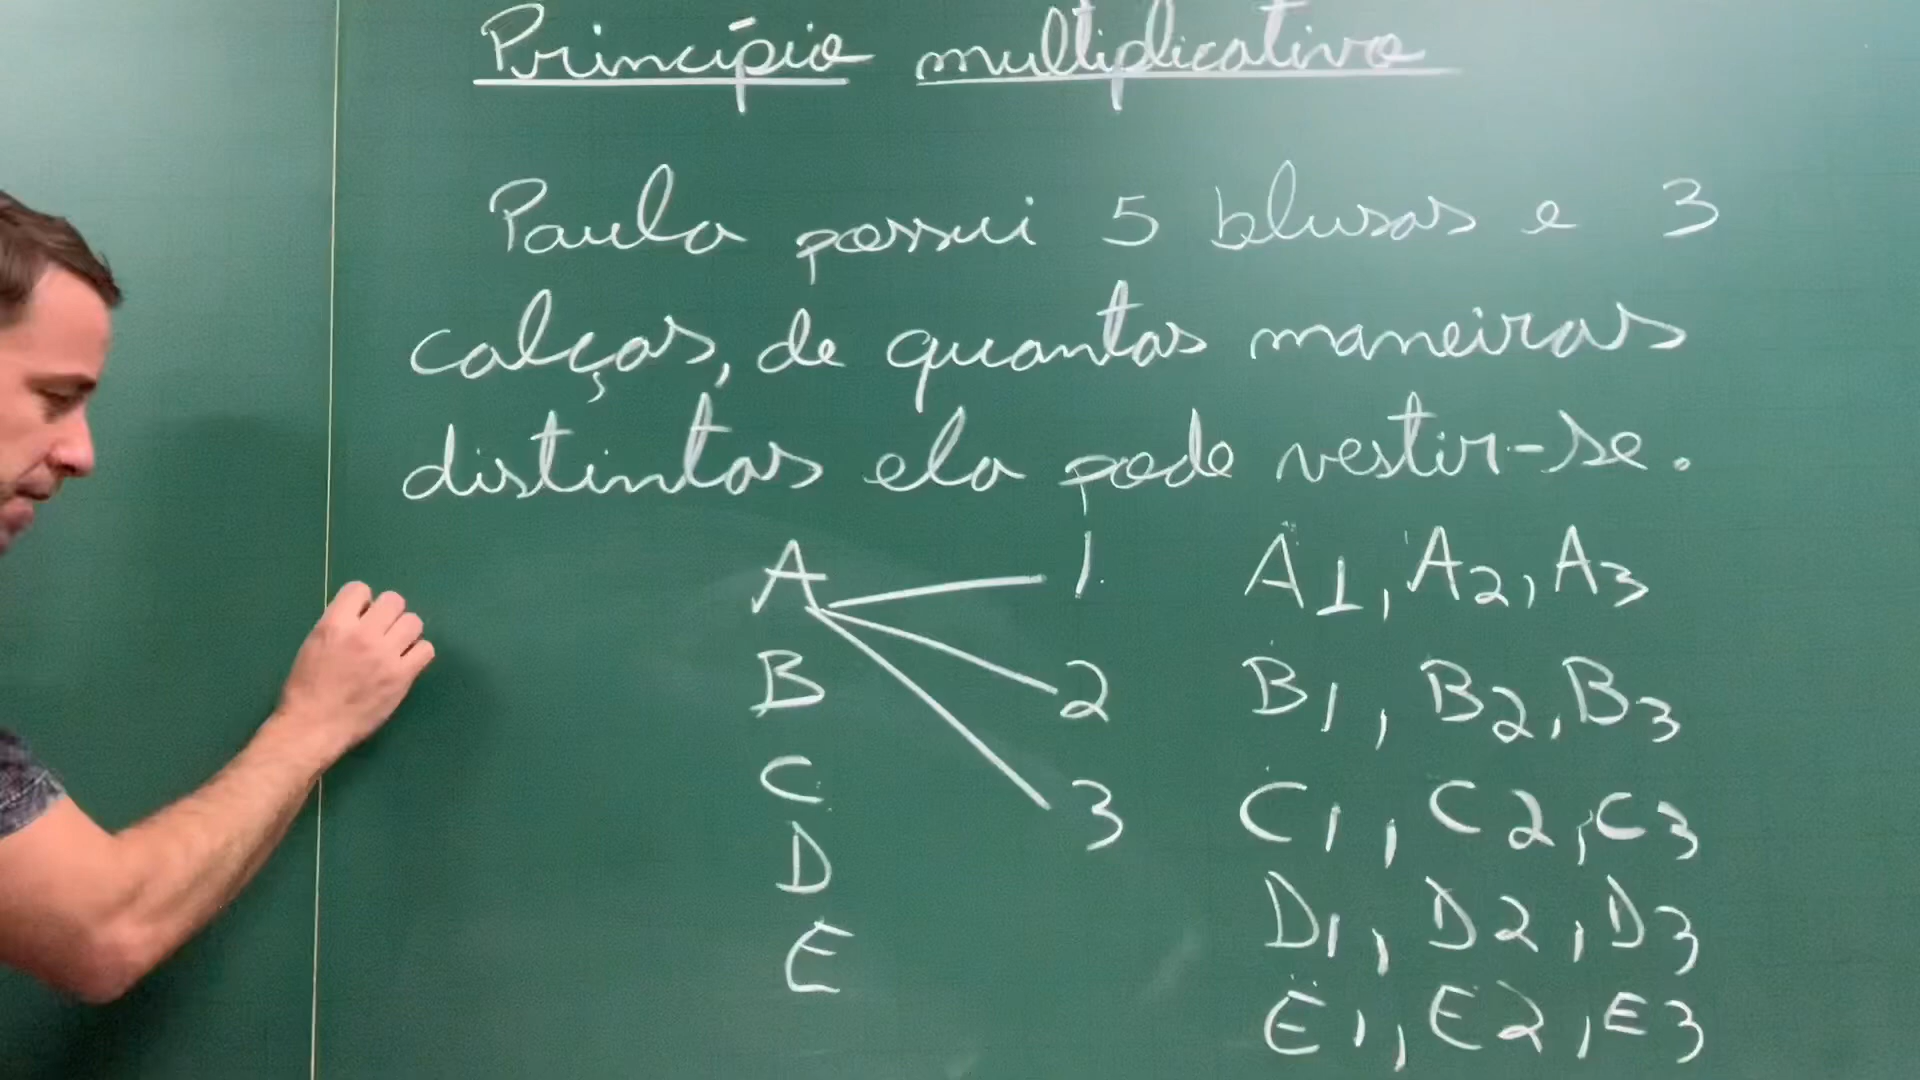 Princípio multiplicativo
Paula possui 5 blusas e 3
calças, de quantas maneiras
distintas ela pode vestir-se.
A 1 A1, A2, A3
B 2 B1, B2, B3
C 3 C1, C2, C3
D D1, D2, D3
E E1, E2, E3